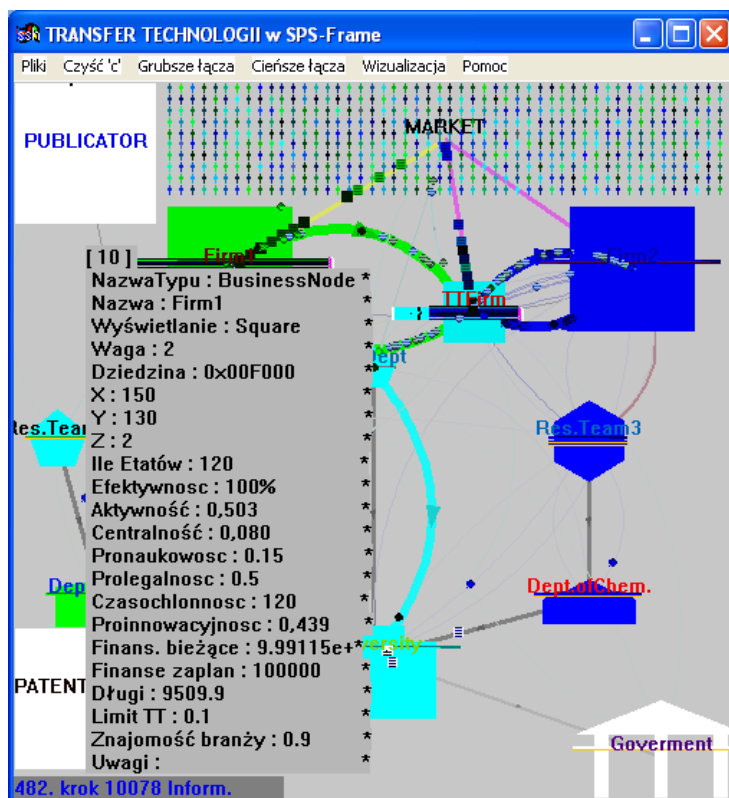 TRANSFER TECHNOLOGII w SPS-Frame
Pliki Czyść 'c' Grubsze łącza Cieńsze łącza Wizualizacja Pomoc
PUBLICATOR
MARKET
Firm2
TTFirm
[ 10 ]
NazwaTypu : BusinessNode *
Nazwa : Firm1 *
Wyświetlanie : Square *
Waga : 2 *
Dziedzina : 0x00F000 *
X : 150 *
Y : 130 *
Z : 2 *
Ile Etatów : 120 *
Efektywnosc : 100% *
Aktywność : 0,503 *
Centralność : 0,080 *
Pronaukowosc : 0.15 *
Prolegalnosc : 0.5 *
Czasochlonnosc : 120 *
Proinnowacyjnosc : 0,439 *
Finans. bieżące : 9.99115e+*
Finanse zaplan : 100000 *
Długi : 9509.9 *
Limit TT : 0.1 *
Znajomość branży : 0.9 *
Uwagi : *
Res.Team3
Dept.ofChem.
Goverment
482. krok 10078 Inform.